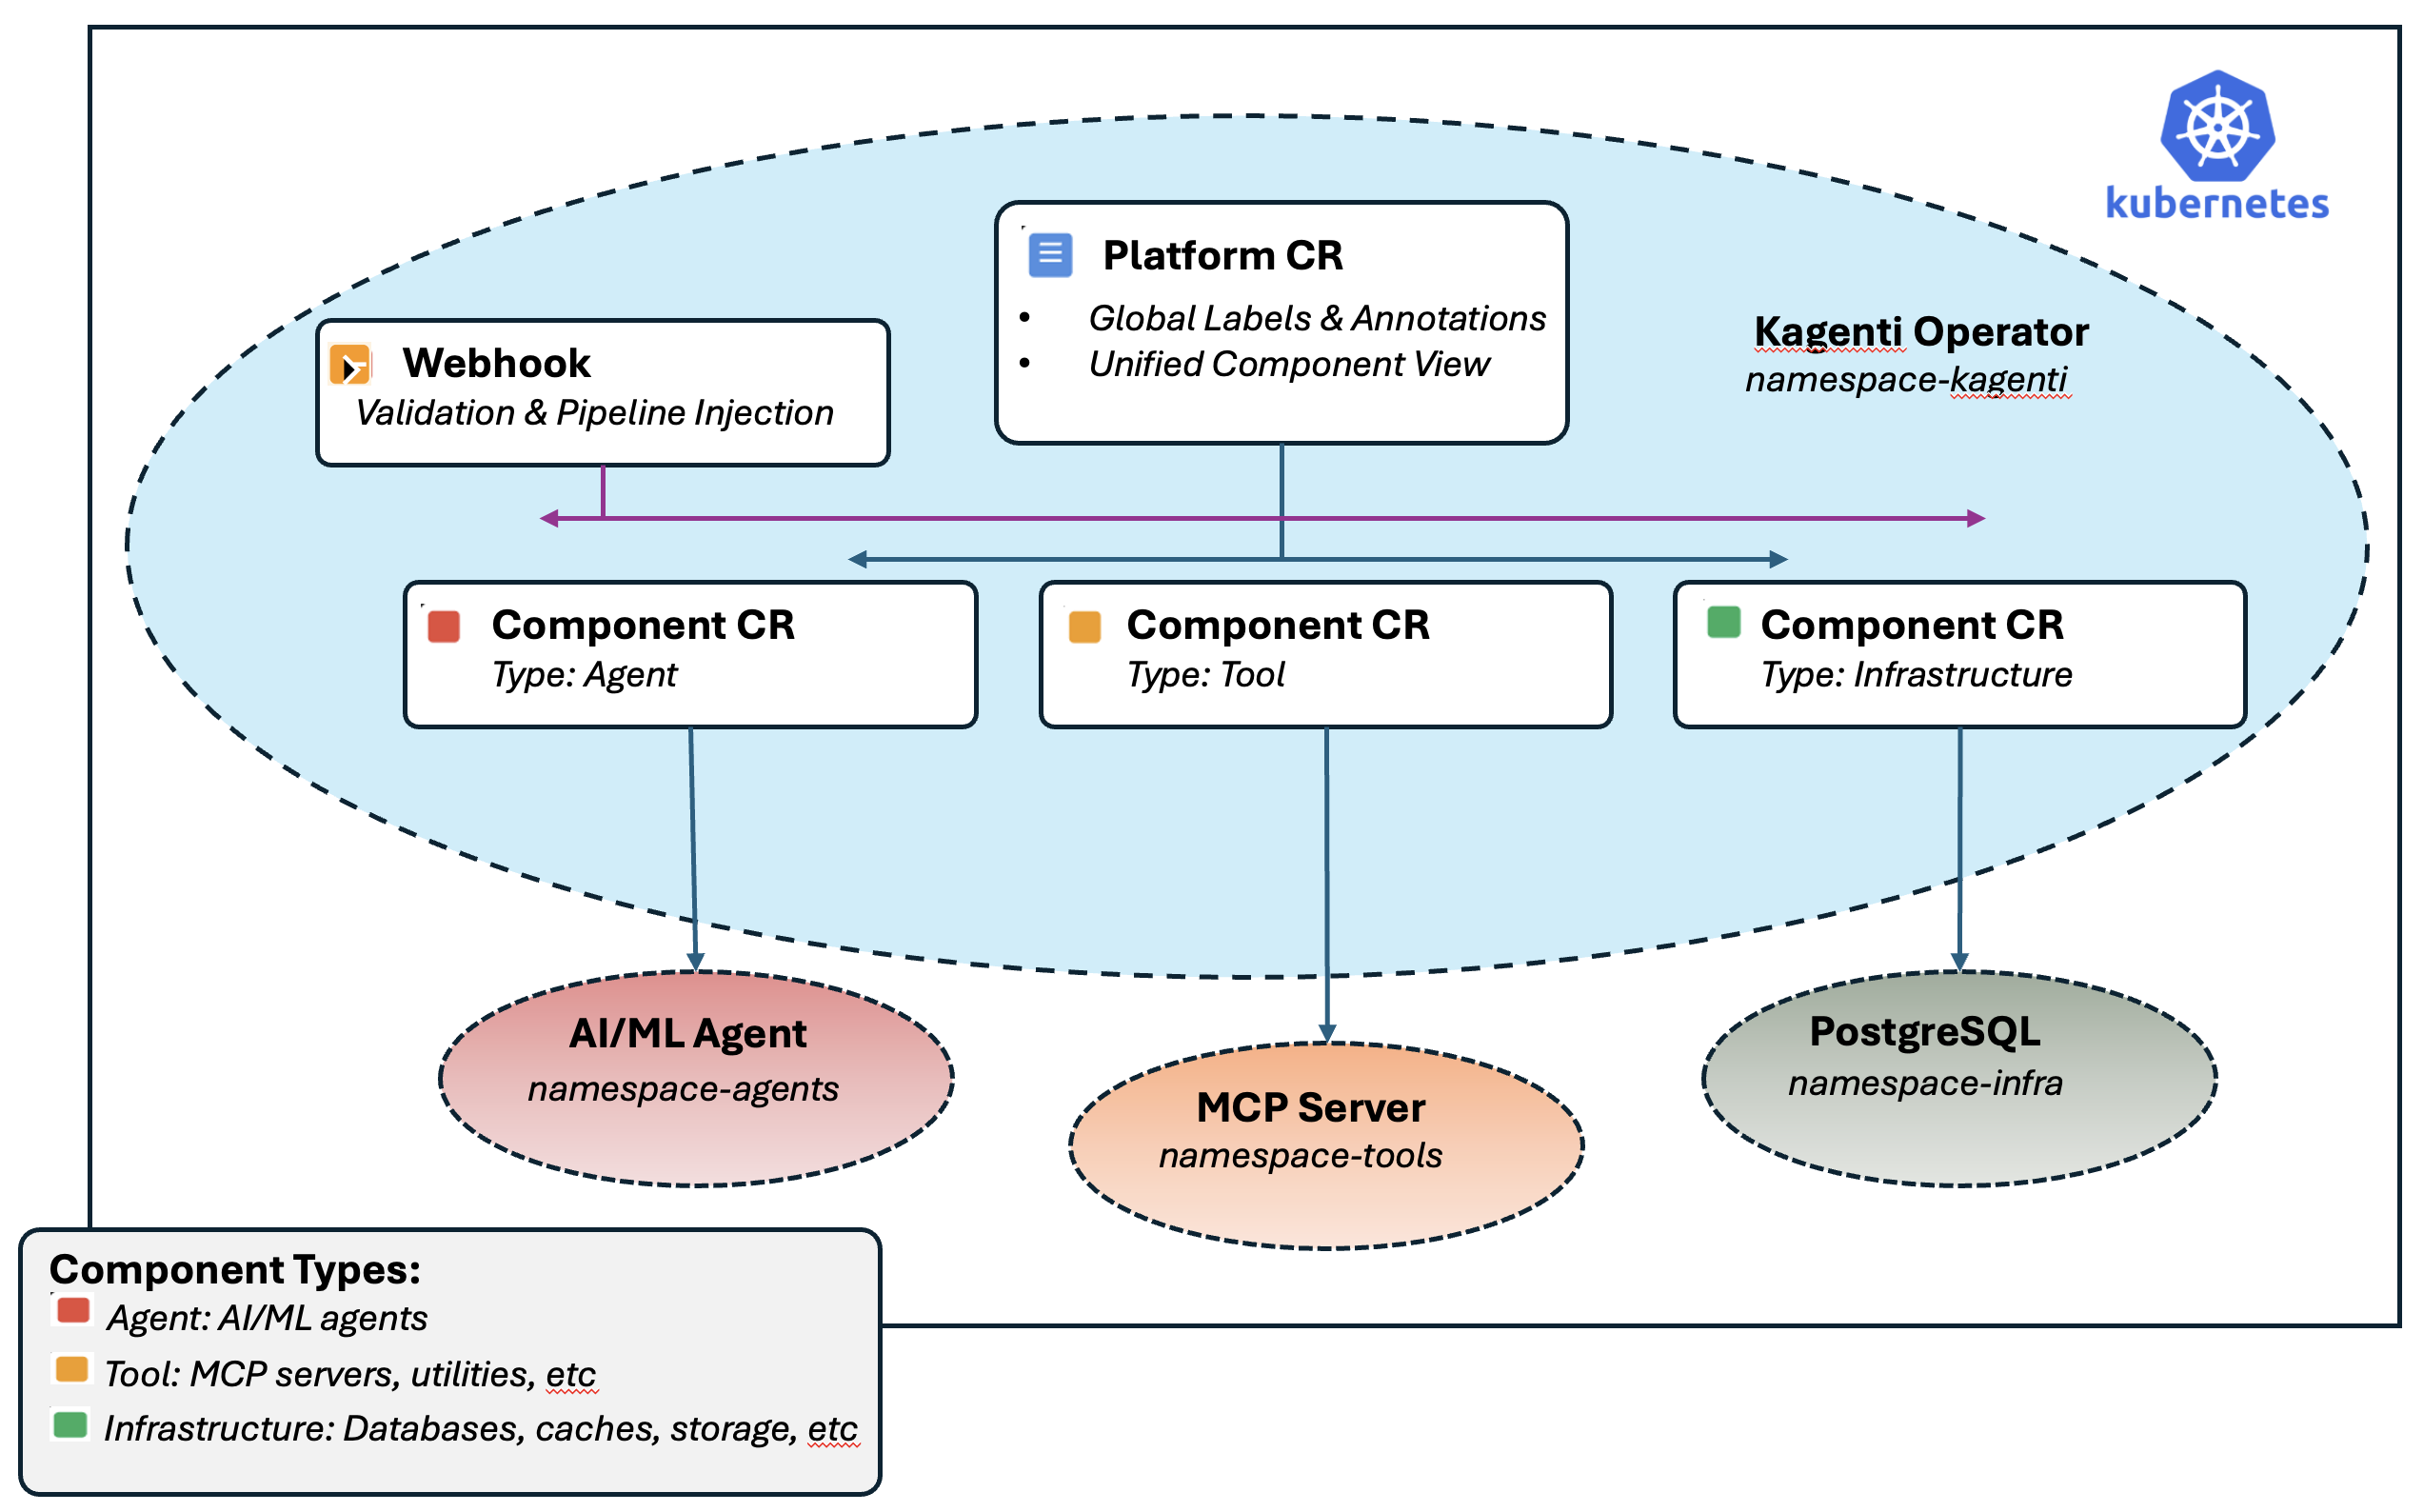 kubernetes
Platform CR
• Global Labels & Annotations
• Unified Component View
Webhook
Validation & Pipeline Injection
Kagenti Operator
namespace-kagenti
Component CR
Type: Agent
Component CR
Type: Tool
Component CR
Type: Infrastructure
AI/ML Agent
namespace-agents
MCP Server
namespace-tools
PostgreSQL
namespace-infra
Component Types:
Agent: AI/ML agents
Tool: MCP servers, utilities, etc
Infrastructure: Databases, caches, storage, etc